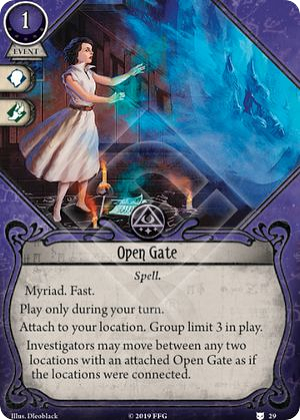 1
EVENT
Open Gate
Spell.
Myriad. Fast.
Play only during your turn.
Attach to your location. Group limit 3 in play.
Investigators may move between any two
locations with an attached Open Gate as if
the locations were connected.
Illus. Dleoblack
© 2019 FFG
29